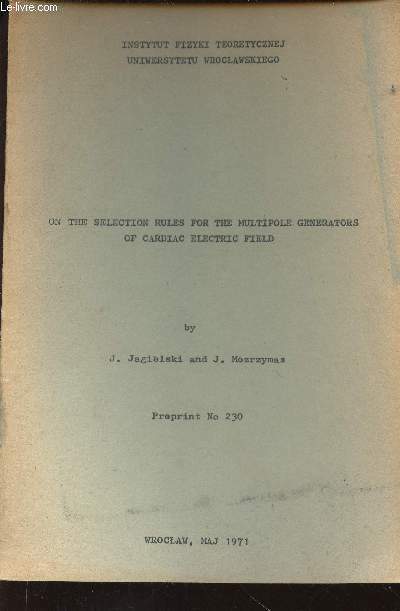 Le-livre.com
INSTYTUT FIZYKI TEORETYCZNEJ
UNIWERSYTETU WROCŁAWSKIEGO
ON THE SELECTION RULES FOR THE MULTIPOLE GENERATORS
OF CARDIAC ELECTRIC FIELD
by
J. Jagielski and J. Mozrzymas
Preprint No 230
WROCŁAW, MAJ 1971